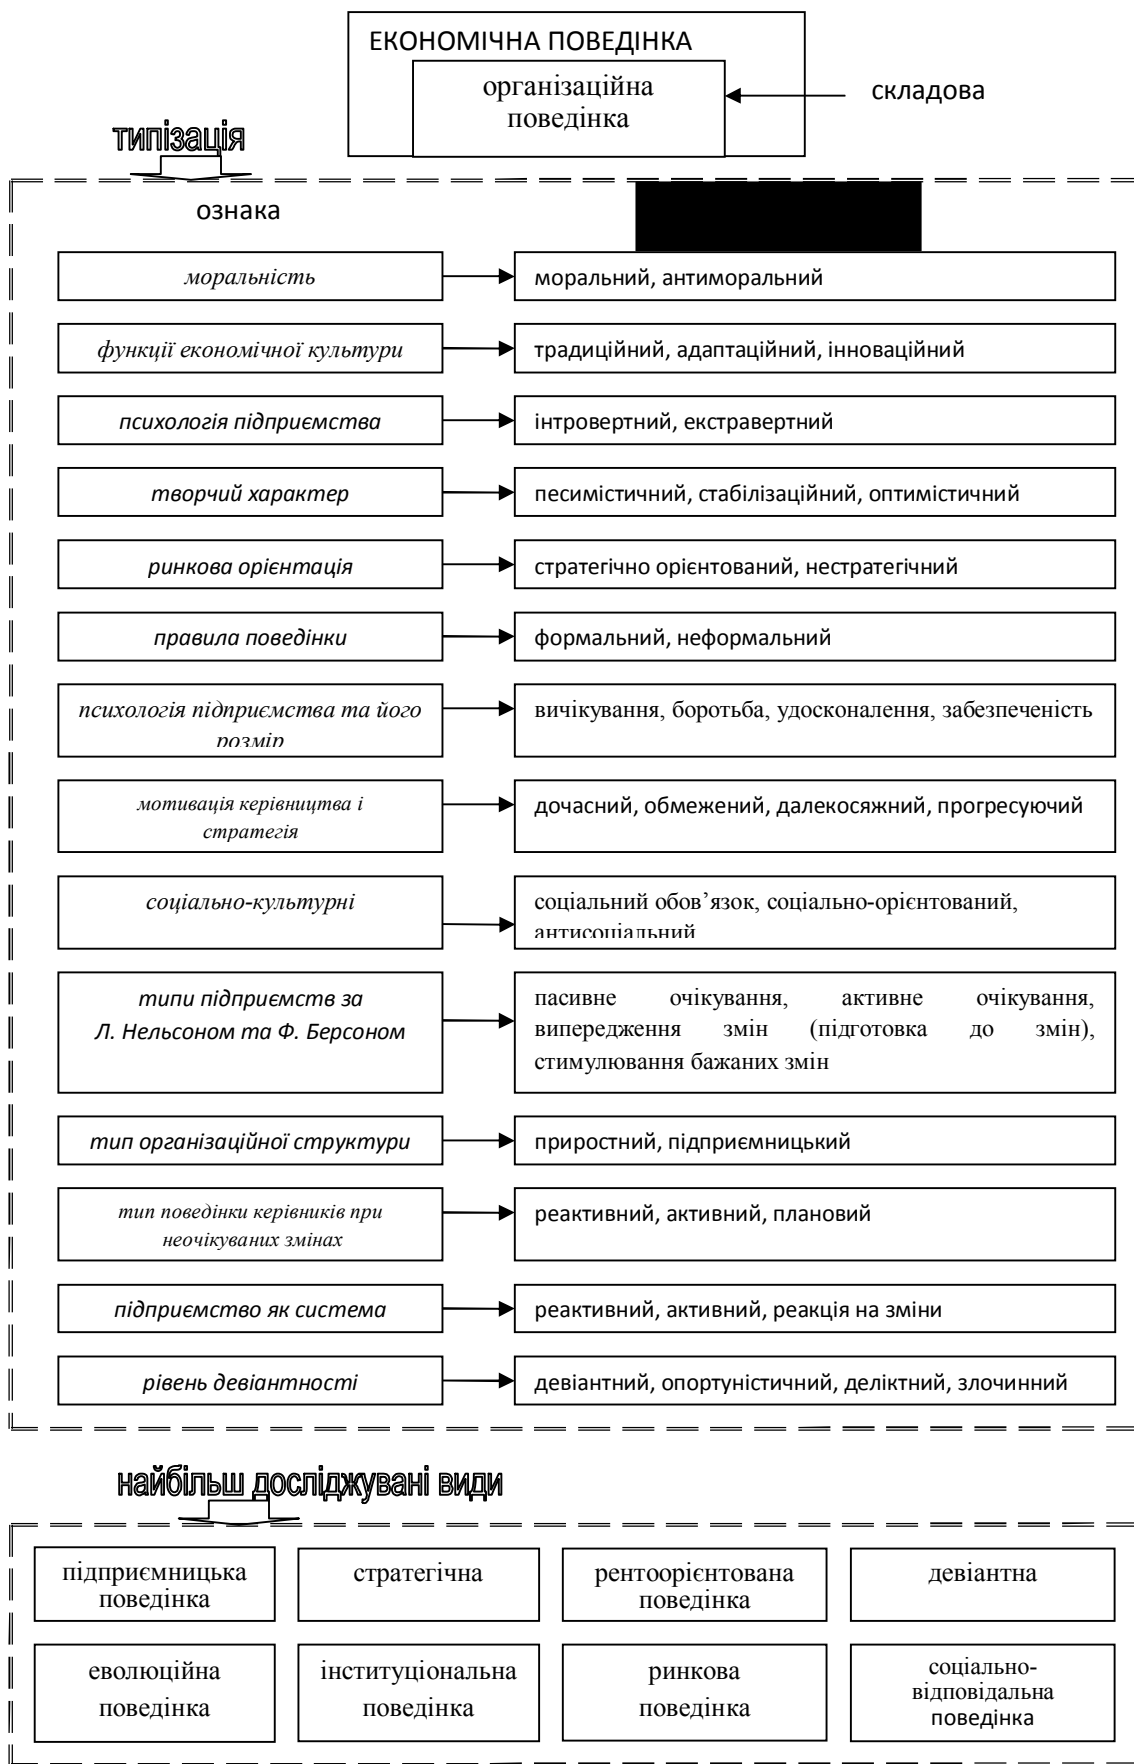 ЕКОНОМІЧНА ПОВЕДІНКА
організаційна
поведінка
складова
типізація
ознака
моральність
моральний, антиморальний
функції економічної культури
традиційний, адаптаційний, інноваційний
психологія підприємства
інтровертний, екстравертний
творчий характер
песимістичний, стабілізаційний, оптимістичний
ринкова орієнтація
стратегічно орієнтований, нестратегічний
правила поведінки
формальний, неформальний
психологія підприємства та його
розмір
вичікування, боротьба, удосконалення, забезпеченість
мотивація керівництва і
стратегія
дочасний, обмежений, далекосяжний, прогресуючий
соціально-культурні
соціальний обов’язок, соціально-орієнтований,
антисоціальний
типи підприємств за
Л. Нельсоном та Ф. Берсоном
пасивне очікування, активне очікування,
випередження змін (підготовка до змін),
стимулювання бажаних змін
тип організаційної структури
приростний, підприємницький
тип поведінки керівників при
неочікуваних змінах
реактивний, активний, плановий
підприємство як система
реактивний, активний, реакція на зміни
рівень девіантності
девіантний, опортуністичний, деліктний, злочинний
найбільш досліджувані види
підприємницька
поведінка
стратегічна
рентоорієнтована
поведінка
девіантна
еволюційна
поведінка
інституціональна
поведінка
ринкова
поведінка
соціально-
відповідальна
поведінка